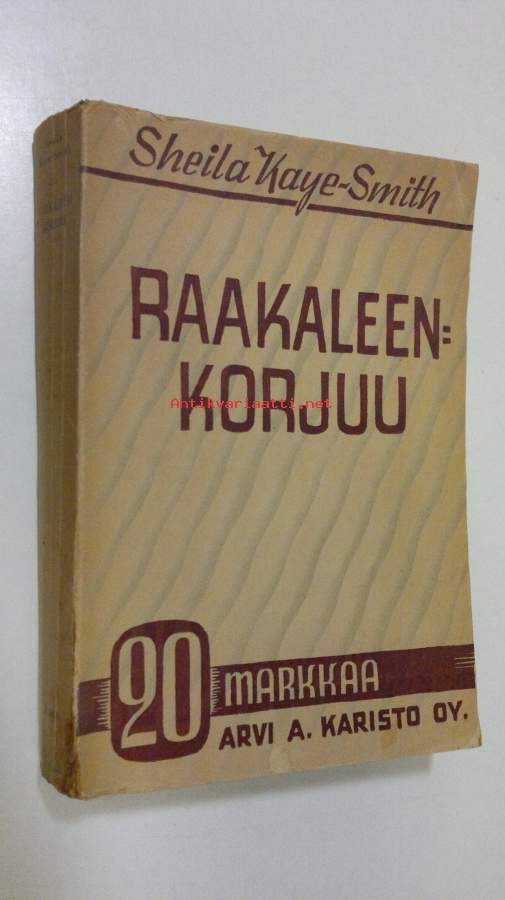 Sheila Kaye-Smith
RAAKALEEN=
KORJUU
Antikvariaatti.net
20 MARKKAA
ARVI A. KARISTO OY.